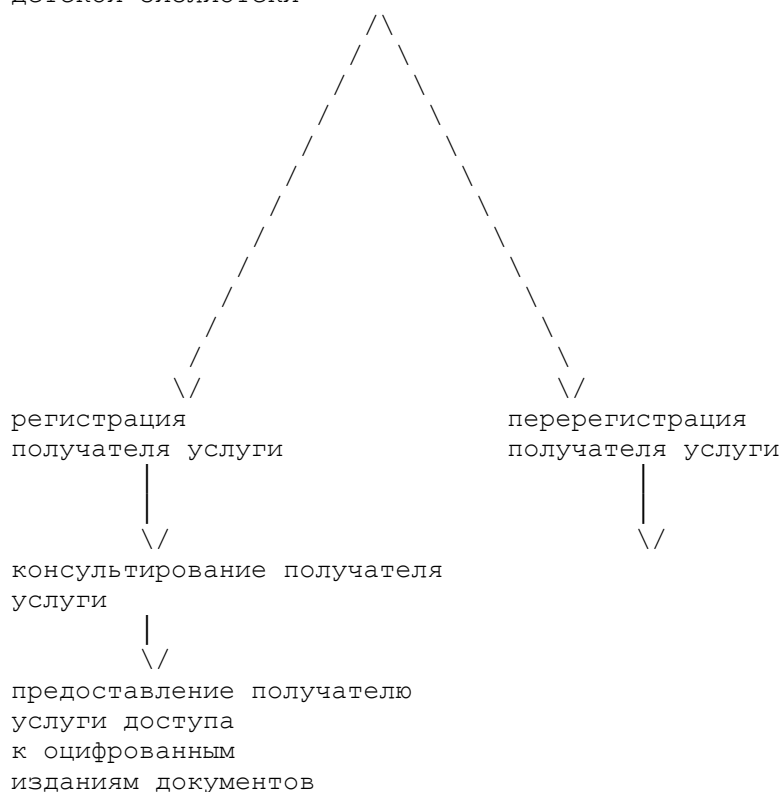 регистрация
получателя услуги
перерегистрация
получателя услуги
консультирование получателя
услуги
предоставление получателю
услуги доступа
к оцифрованным
изданиям документов